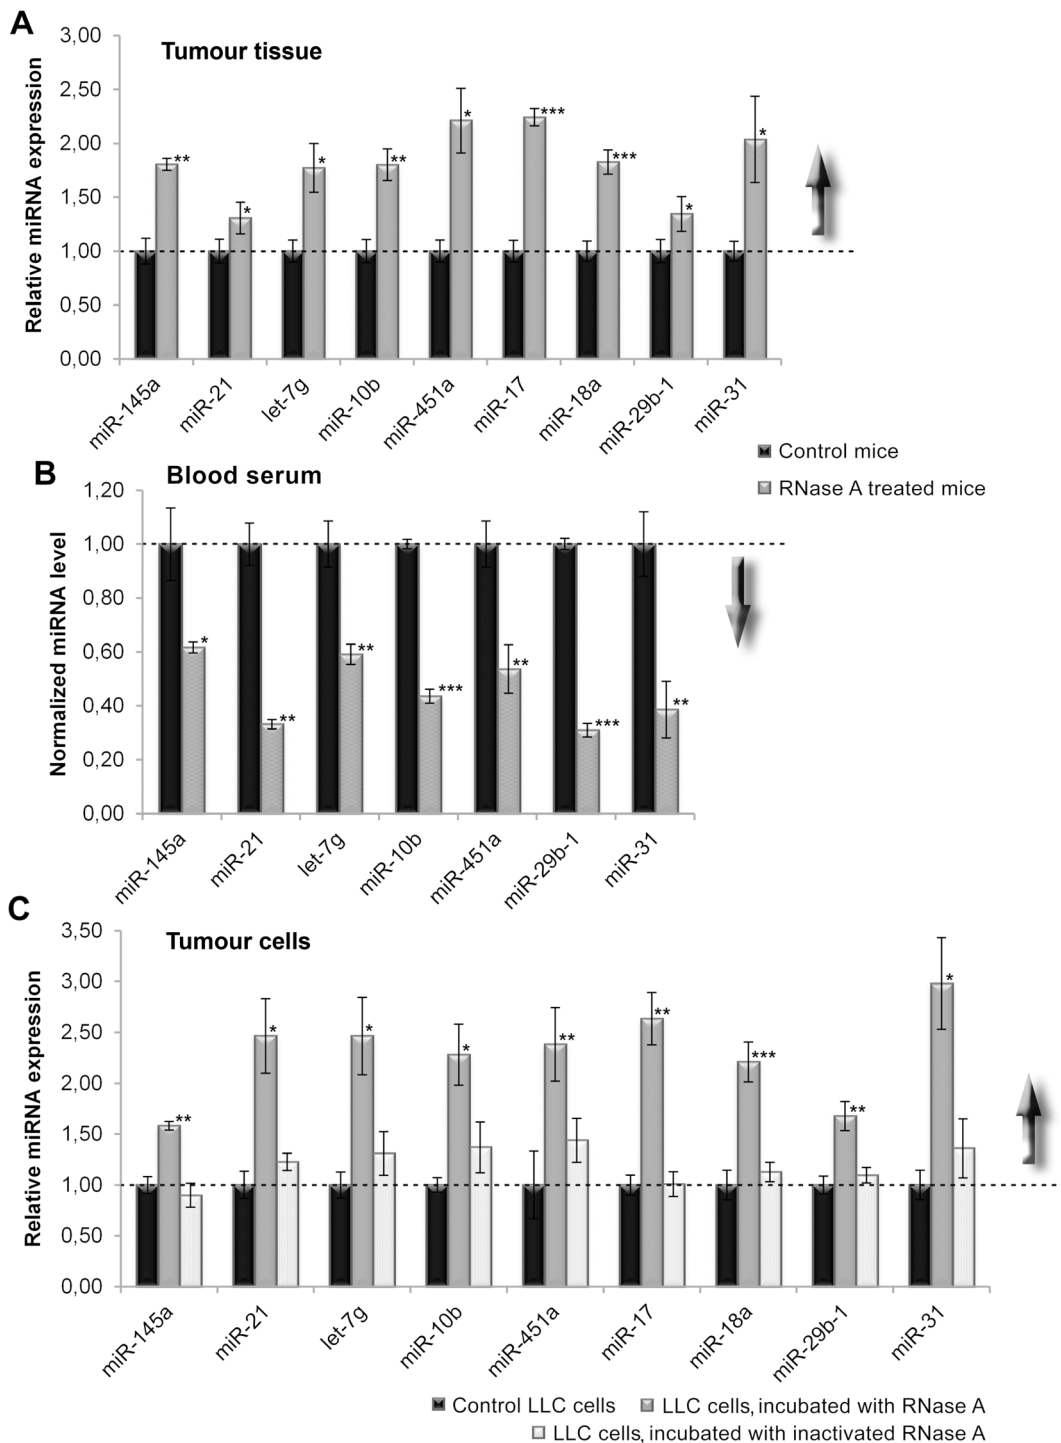 A
Tumour tissue
Relative miRNA expression
3,00
2,50
2,00
1,50
1,00
0,50
0,00
** * * ** * *** *** * *
miR-145a miR-21 let-7g miR-10b miR-451a miR-17 miR-18a miR-29b-1 miR-31
Control mice
RNase A treated mice
B
Blood serum
Normalized miRNA level
1,20
1,00
0,80
0,60
0,40
0,20
0,00
* ** ** *** ** *** **
miR-145a miR-21 let-7g miR-10b miR-451a miR-29b-1 miR-31
C
Tumour cells
Relative miRNA expression
3,50
3,00
2,50
2,00
1,50
1,00
0,50
0,00
** * * * ** ** *** ** *
miR-145a miR-21 let-7g miR-10b miR-451a miR-17 miR-18a miR-29b-1 miR-31
Control LLC cells LLC cells, incubated with RNase A
LLC cells, incubated with inactivated RNase A